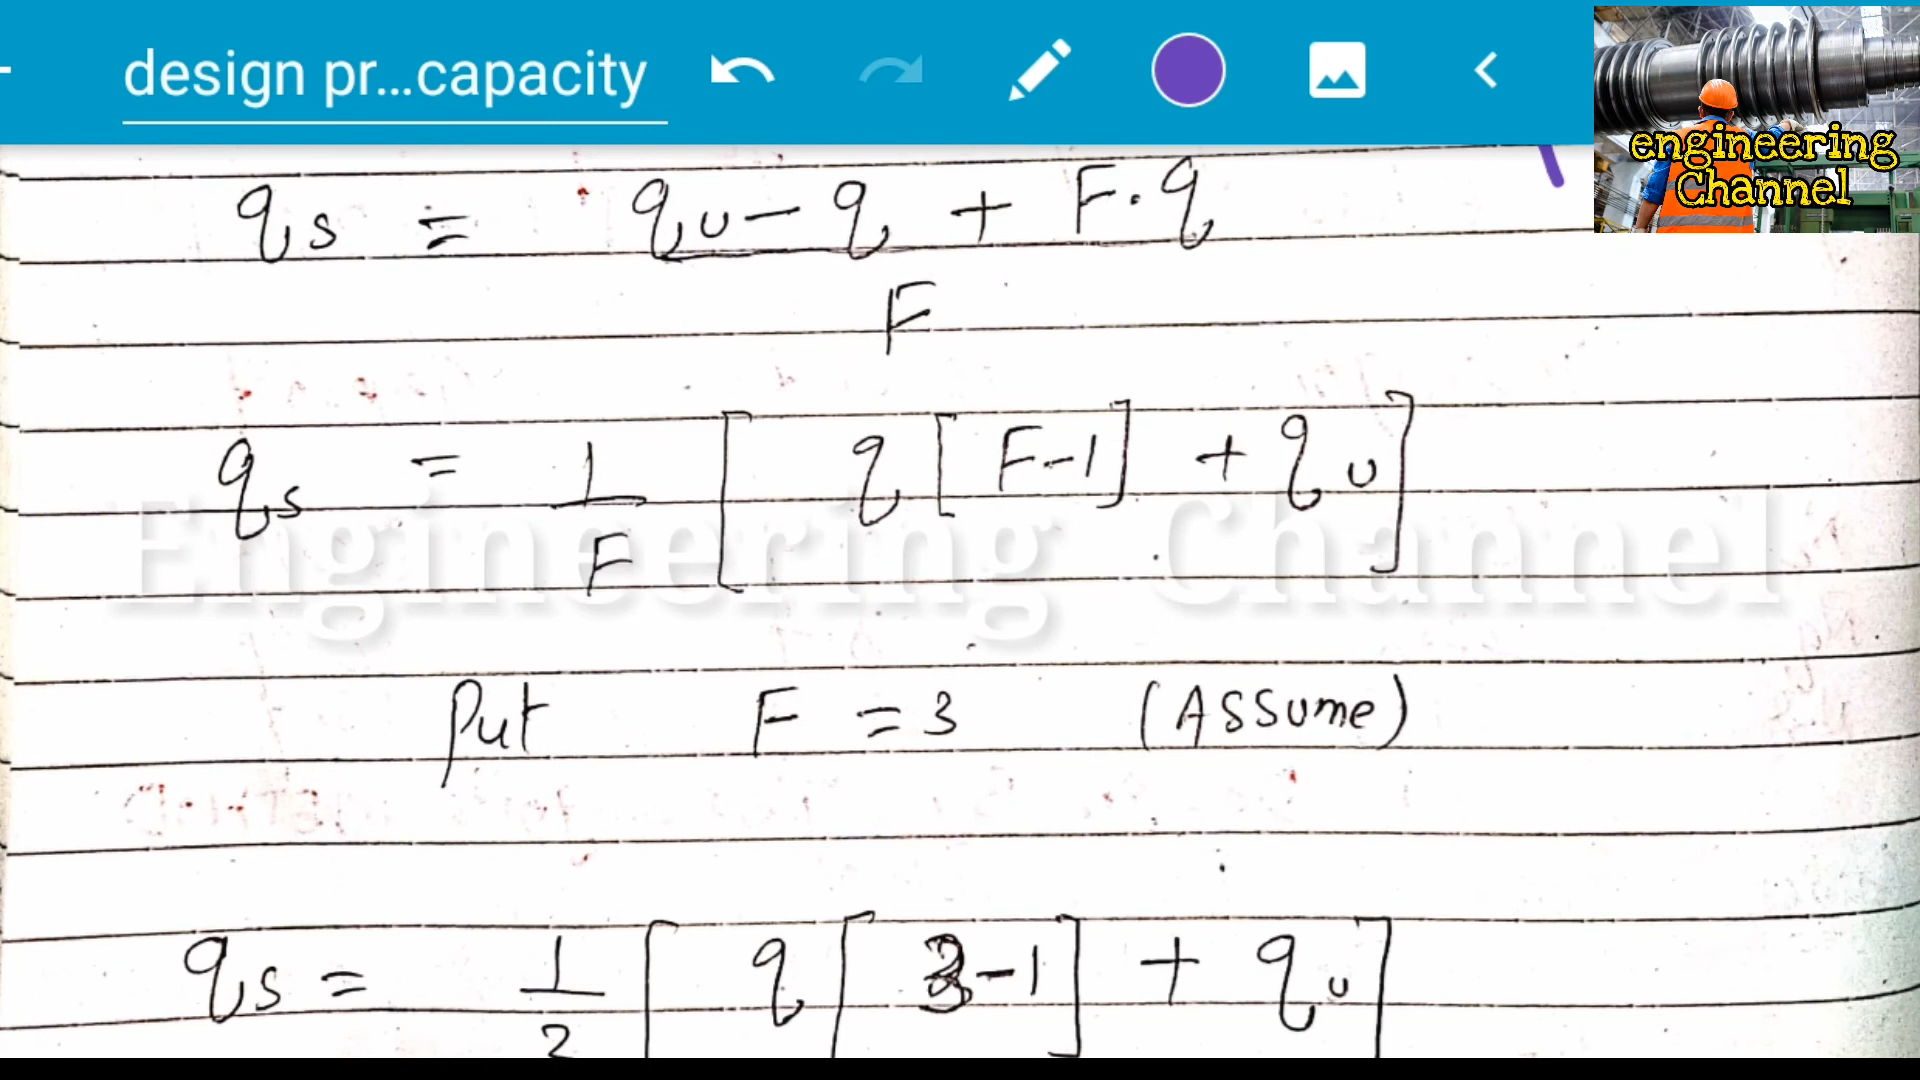 design pr...capacity
engineering
Channel
qs = qu - q + F.q
F
qs = 1/F [ q [F-1] + qu ]
Engineering Channel
Put F = 3 (Assume)
qs = 1 [ q [ 3-1 ] + qu ]